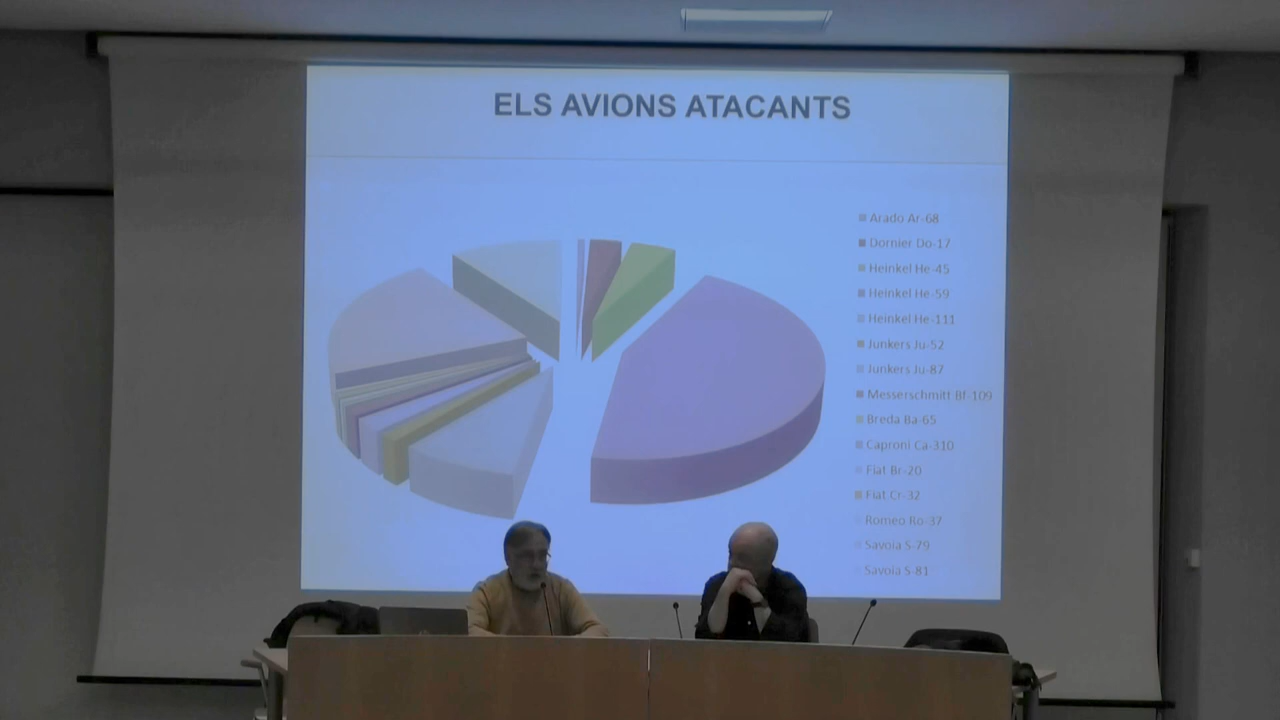 ELS AVIONS ATACANTS
Arado Ar-68
Dornier Do-17
Heinkel He-45
Heinkel He-59
Heinkel He-111
Junkers Ju-52
Junkers Ju-87
Messerschmitt Bf-109
Breda Ba-65
Caproni Ca-310
Fiat Br-20
Fiat Cr-32
Romeo Ro-37
Savoia S-79
Savoia S-81